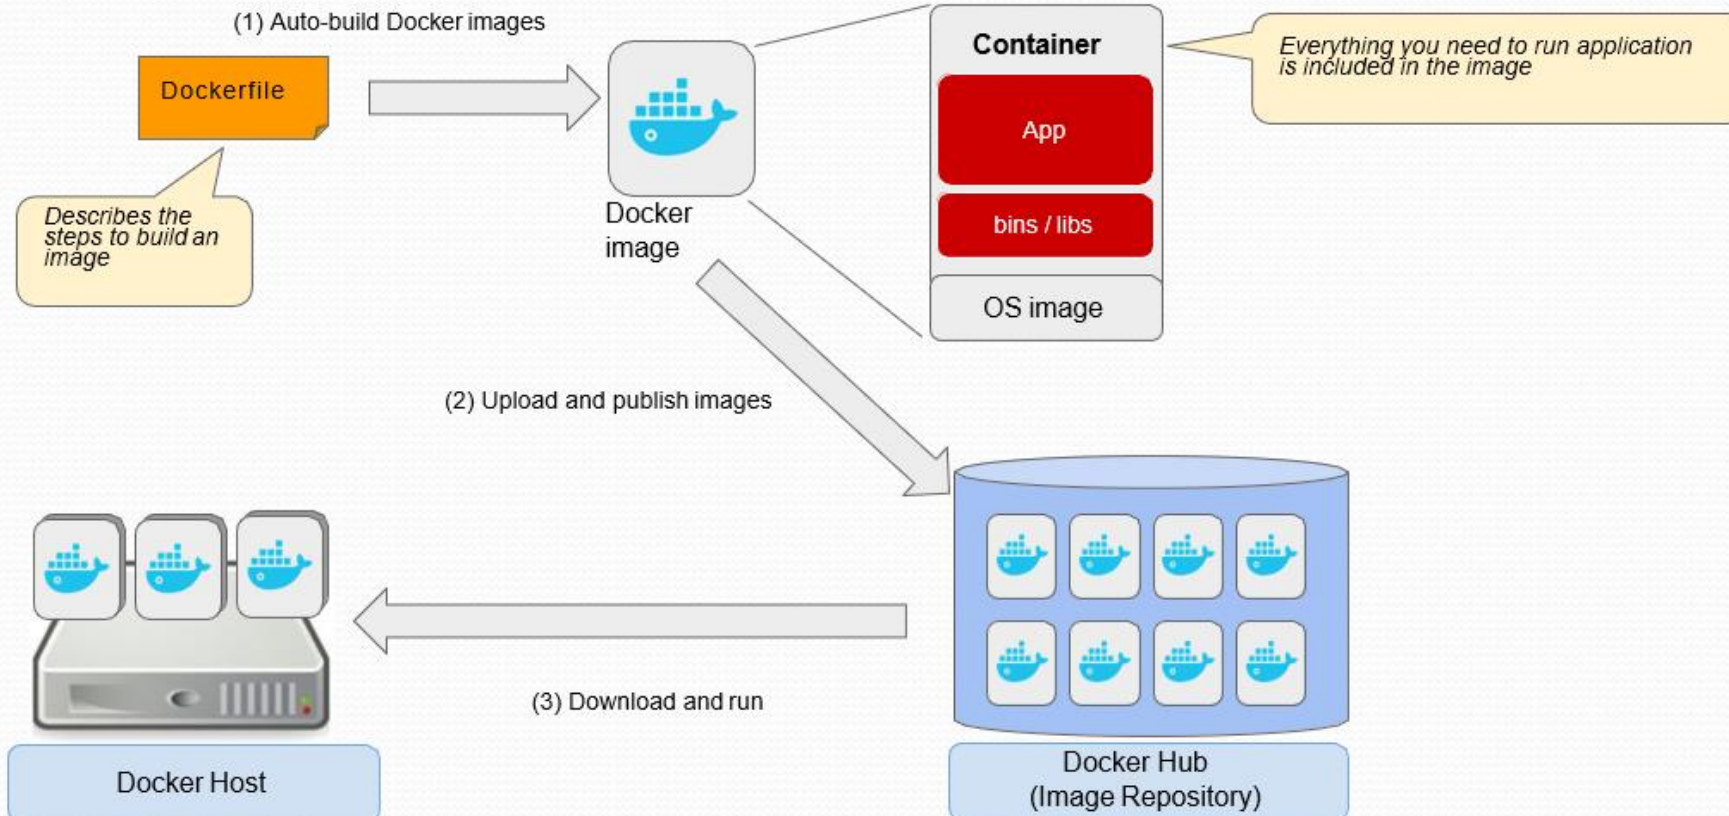 (1) Auto-build Docker images
Dockerfile
Describes the
steps to build an
image
Docker
image
Container
App
bins / libs
OS image
Everything you need to run application
is included in the image
(2) Upload and publish images
(3) Download and run
Docker Host
Docker Hub
(Image Repository)